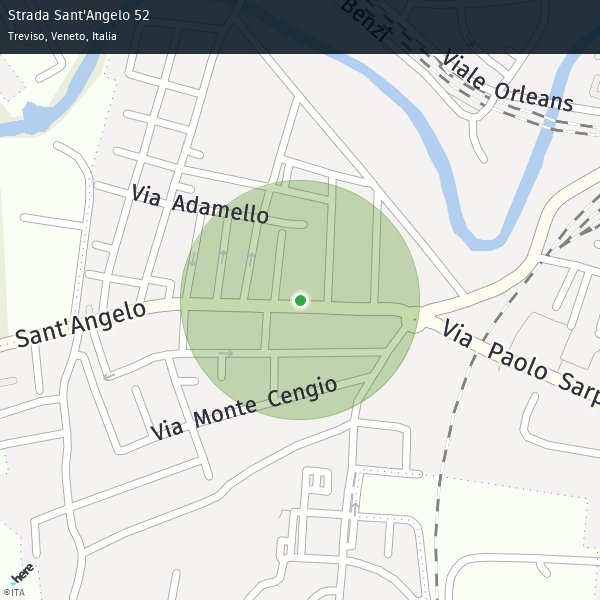 Strada Sant'Angelo 52
Treviso, Veneto, Italia
Benzi
Viale Orleans
Via Adamello
Sant'Angelo
Via Paolo Sarp
Via Monte Cengio
here
©ITA